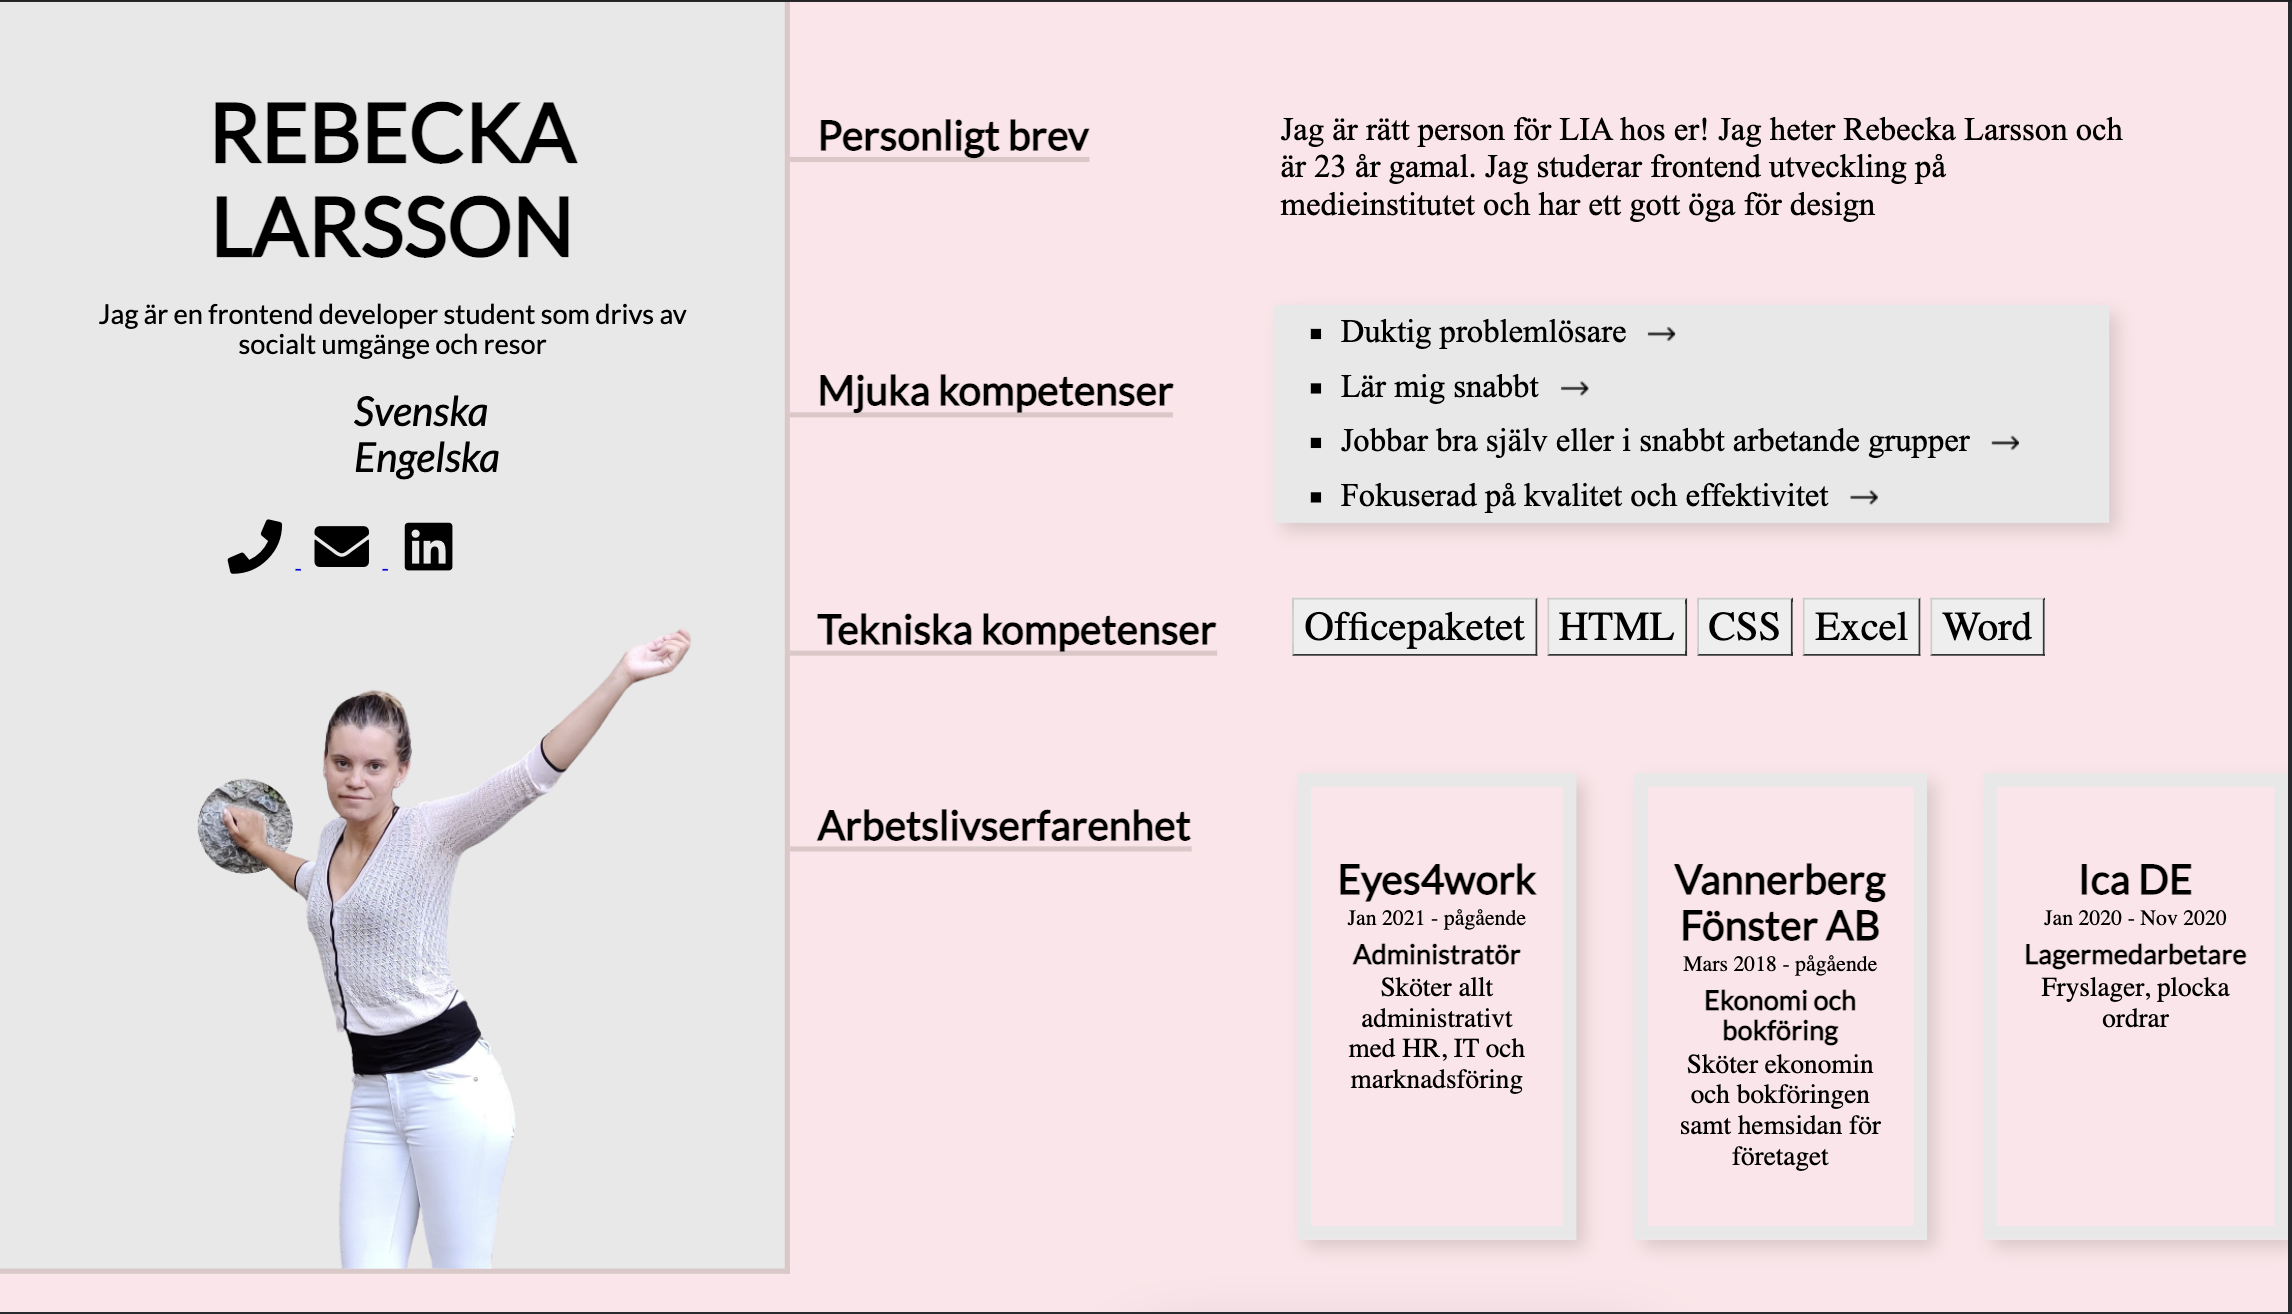 REBECKA
LARSSON
Jag är en frontend developer student som drivs av
socialt umgänge och resor
Svenska
Engelska
in
Personligt brev
Jag är rätt person för LIA hos er! Jag heter Rebecka Larsson och
är 23 år gamal. Jag studerar frontend utveckling på
medieinstitutet och har ett gott öga för design
Mjuka kompetenser
▪ Duktig problemlösare →
▪ Lär mig snabbt →
▪ Jobbar bra själv eller i snabbt arbetande grupper →
▪ Fokuserad på kvalitet och effektivitet →
Tekniska kompetenser
Officepaketet HTML CSS Excel Word
Arbetslivserfarenhet
Eyes4work
Jan 2021 - pågående
Administratör
Sköter allt
administrativt
med HR, IT och
marknadsföring
Vannerberg
Fönster AB
Mars 2018 - pågående
Ekonomi och
bokföring
Sköter ekonomin
och bokföringen
samt hemsidan för
företaget
Ica DE
Jan 2020 - Nov 2020
Lagermedarbetare
Fryslager, plocka
ordrar